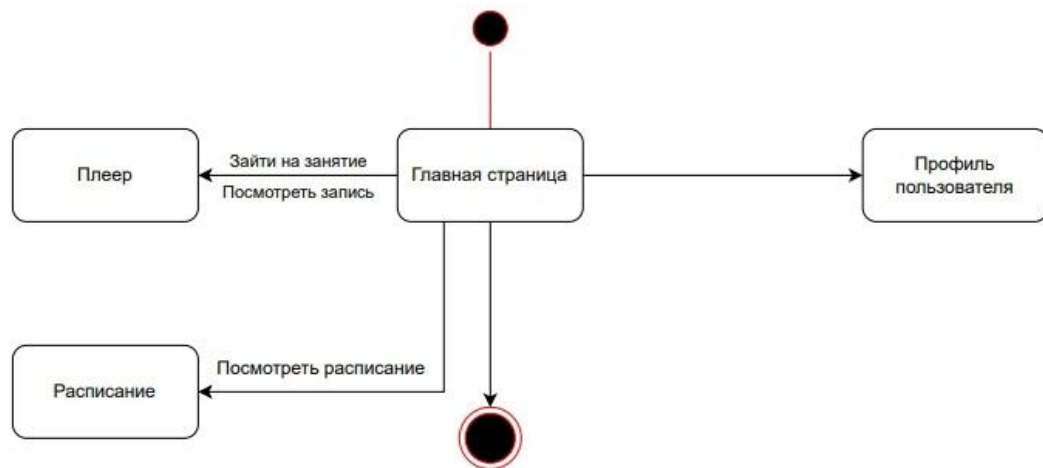 Плеер
Зайти на занятие
Посмотреть запись
Главная страница
Профиль
пользователя
Расписание
Посмотреть расписание